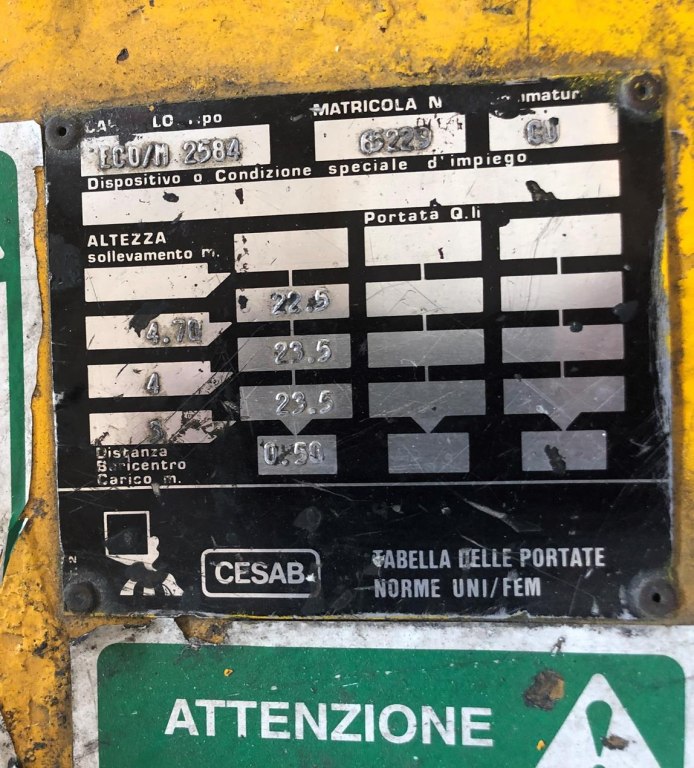 MATRICOLA N
ECO/M 2584 GU
Dispositivo o Condizione speciale d'impiego
Portata Q.li
ALTEZZA
sollevamento m.
22.5
4.70 23.5
4 23.5
3
Distanza 0.50
Baricentro
Carico m.
CESAB
TABELLA DELLE PORTATE
NORME UNI/FEM
ATTENZIONE